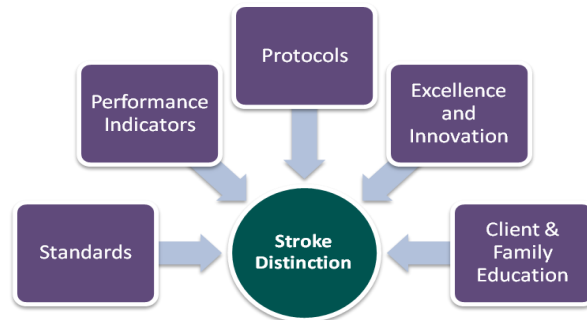 Protocols
Performance
Indicators
Excellence
and
Innovation
Standards
Stroke
Distinction
Client &
Family
Education